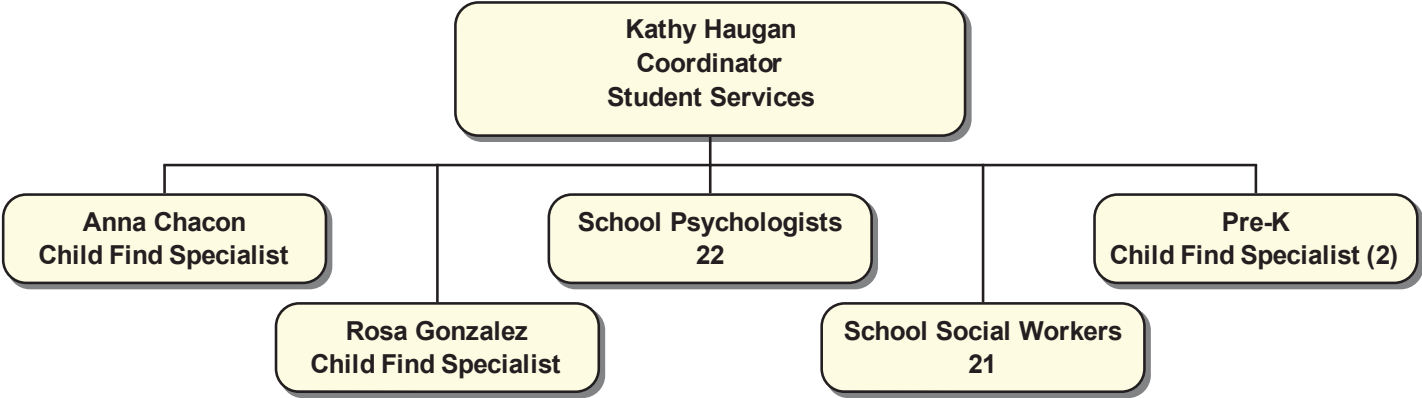 Kathy Haugan
Coordinator
Student Services
Anna Chacon
Child Find Specialist
School Psychologists
22
Pre-K
Child Find Specialist (2)
Rosa Gonzalez
Child Find Specialist
School Social Workers
21